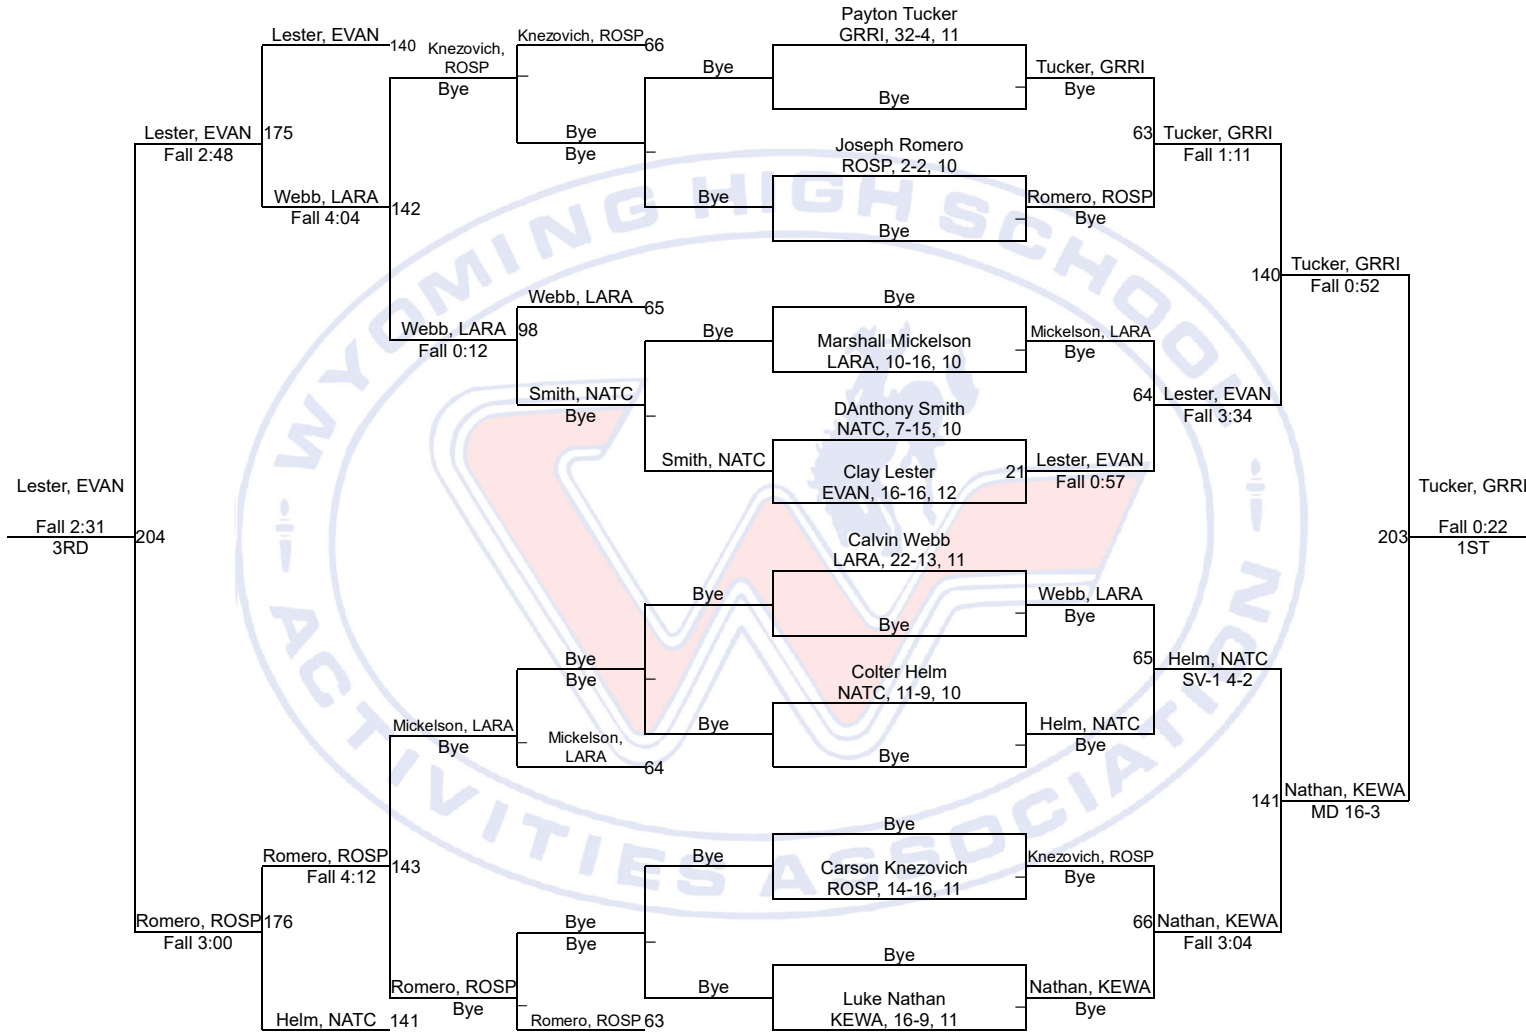 Payton Tucker
GRRI, 32-4, 11
Lester, EVAN
140
Knezovich,
ROSP
Bye
Knezovich, ROSP
66
Bye
Bye
Tucker, GRRI
Bye
Lester, EVAN
175
Fall 2:48
Bye
Bye
Joseph Romero
ROSP, 2-2, 10
63
Tucker, GRRI
Fall 1:11
Webb, LARA
142
Fall 4:04
Bye
Bye
Romero, ROSP
Bye
WYOMING HIGH SCHOOL
140
Tucker, GRRI
Fall 0:52
Webb, LARA
65
Bye
Webb, LARA
98
Fall 0:12
Bye
Marshall Mickelson
LARA, 10-16, 10
Mickelson, LARA
Bye
Smith, NATC
Bye
DAnthony Smith
NATC, 7-15, 10
64
Lester, EVAN
Fall 3:34
Smith, NATC
Clay Lester
EVAN, 16-16, 12
21
Lester, EVAN
Fall 0:57
Lester, EVAN
Fall 2:31
3RD
204
Tucker, GRRI
203
Fall 0:22
1ST
Calvin Webb
LARA, 22-13, 11
Bye
Bye
Webb, LARA
Bye
Bye
Bye
Colter Helm
NATC, 11-9, 10
65
Helm, NATC
SV-1 4-2
Mickelson, LARA
Bye
Mickelson,
LARA
64
Bye
Bye
Helm, NATC
Bye
141
Nathan, KEWA
MD 16-3
ACTIVITIES ASSOCIATION
Romero, ROSP
143
Fall 4:12
Bye
Bye
Carson Knezovich
ROSP, 14-16, 11
Knezovich, ROSP
Bye
Romero, ROSP
176
Fall 3:00
Bye
Bye
66
Nathan, KEWA
Fall 3:04
Bye
Romero, ROSP
Bye
Bye
Luke Nathan
KEWA, 16-9, 11
Nathan, KEWA
Bye
Helm, NATC
141
Romero, ROSP
63